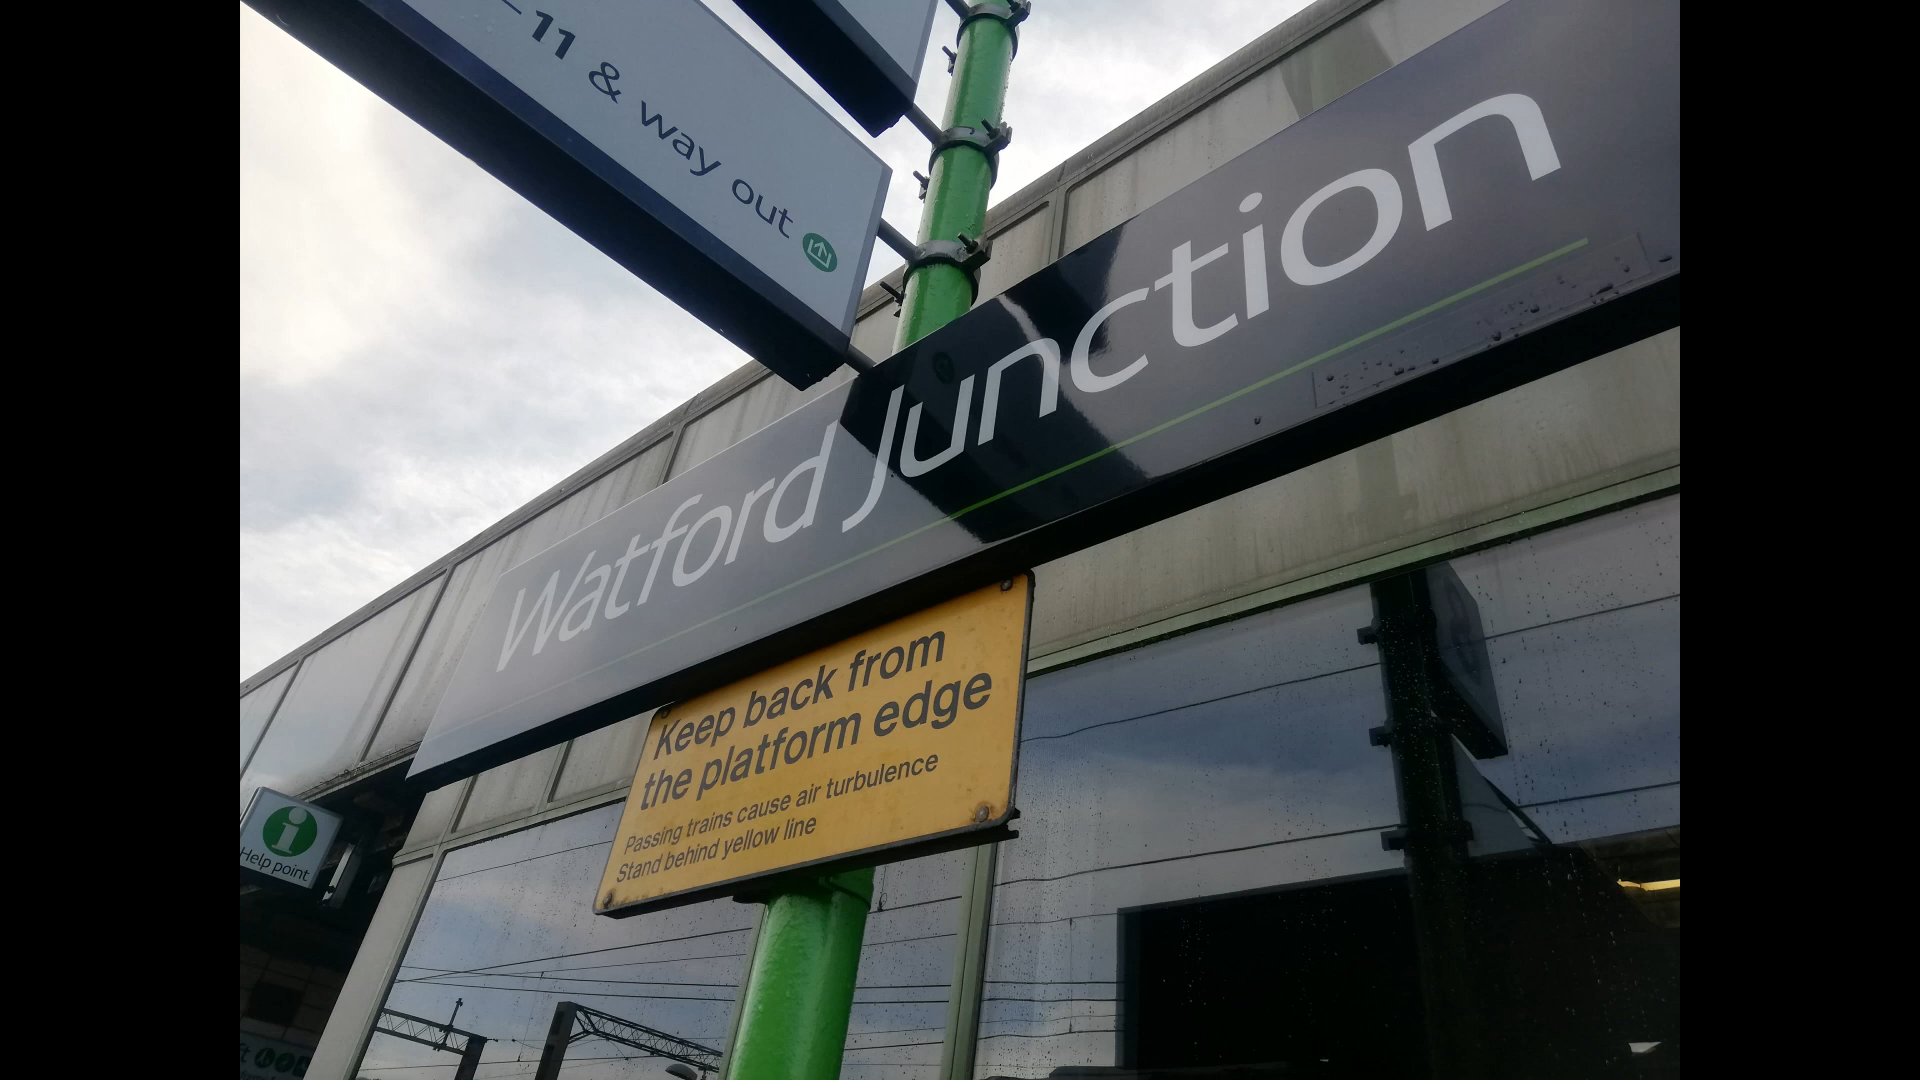 –11 & way out
Watford Junction
Keep back from
the platform edge
Passing trains cause air turbulence
Stand behind yellow line
i
Help point